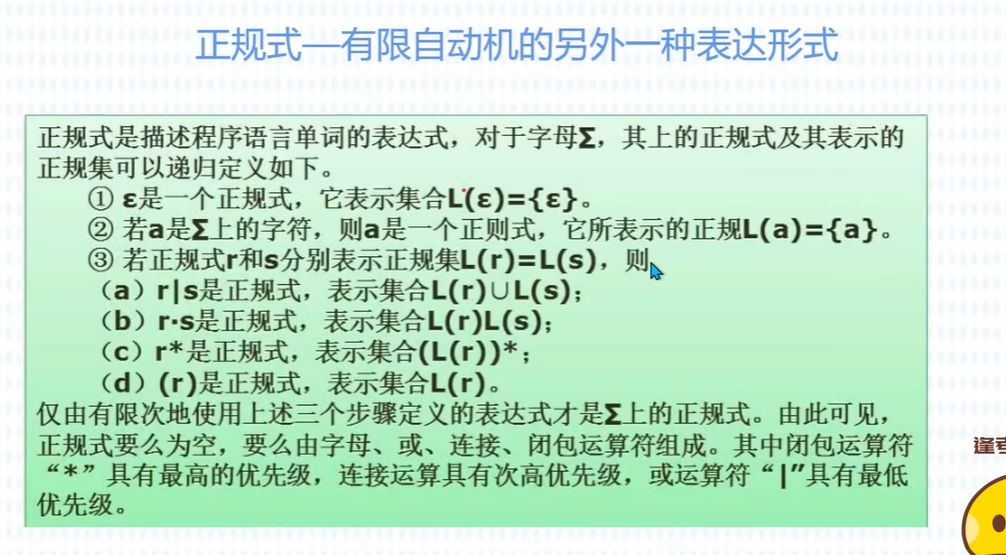 正规式—有限自动机的另外一种表达形式
正规式是描述程序语言单词的表达式，对于字母Σ，其上的正规式及其表示的
正规集可以递归定义如下。
① ε是一个正规式，它表示集合L(ε)={ε}。
② 若a是Σ上的字符，则a是一个正则式，它所表示的正规L(a)={a}。
③ 若正规式r和s分别表示正规集L(r)=L(s)，则
（a）r|s是正规式，表示集合L(r)∪L(s)；
（b）r·s是正规式，表示集合L(r)L(s)；
（c）r*是正规式，表示集合(L(r))*；
（d）(r)是正规式，表示集合L(r)。
仅由有限次地使用上述三个步骤定义的表达式才是Σ上的正规式。由此可见，
正规式要么为空，要么由字母、或、连接、闭包运算符组成。其中闭包运算符
“*”具有最高的优先级，连接运算具有次高优先级，或运算符“|”具有最低
优先级。
逢